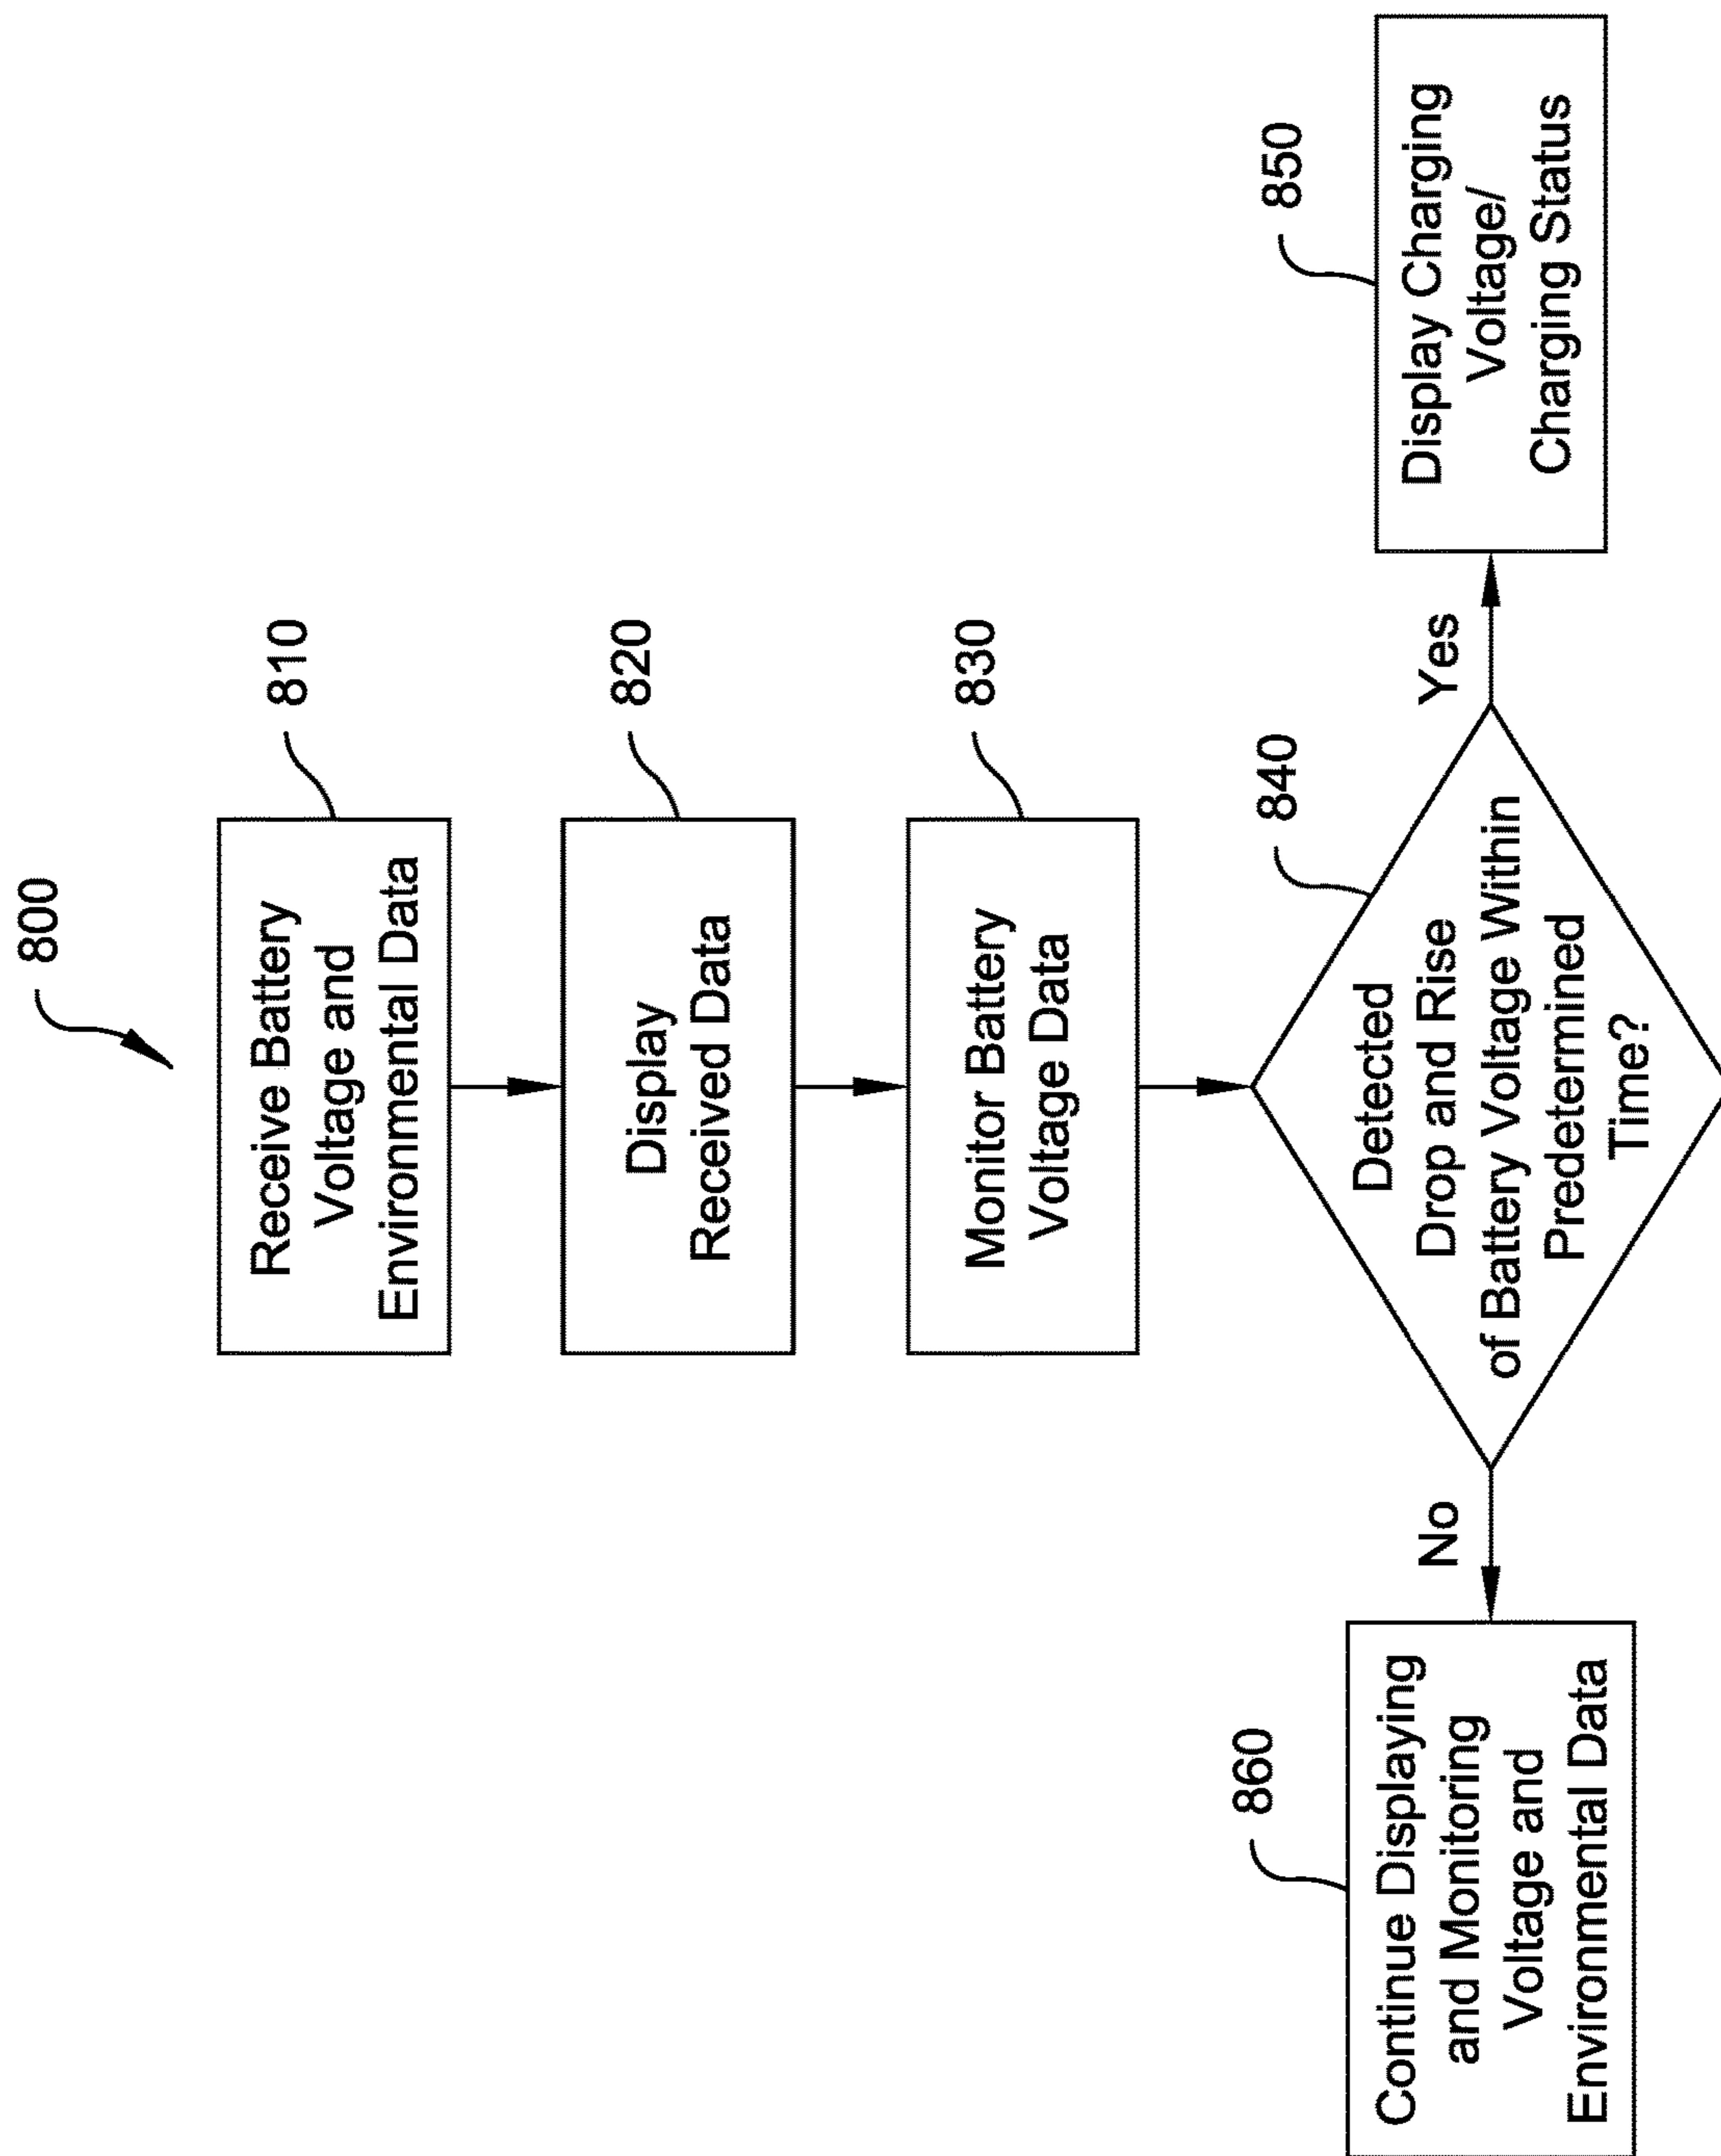 800
Receive Battery
Voltage and
Environmental Data
810
Display
Received Data
820
Monitor Battery
Voltage Data
830
Detected
Drop and Rise
of Battery Voltage Within
Predetermined
Time?
840
No
Yes
860
Continue Displaying
and Monitoring
Voltage and
Environmental Data
850
Display Charging
Voltage/
Charging Status